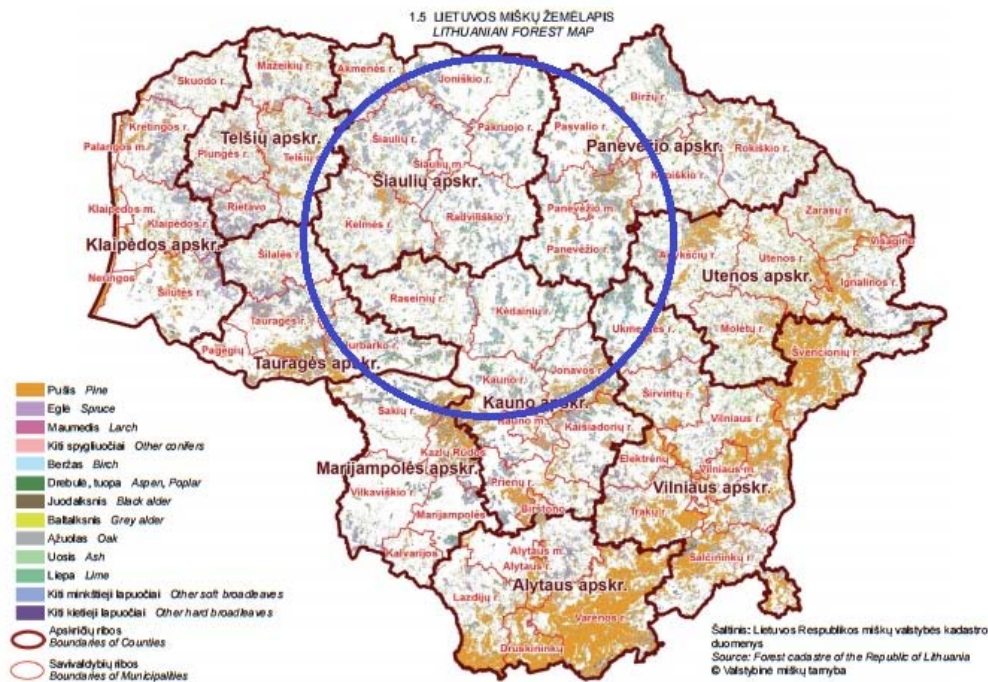 1.5 LIETUVOS MIŠKŲ ŽEMĖLAPIS
LITHUANIAN FOREST MAP
Skuodo r.
Mažeikių r.
Akmenės r.
Joniškio r.
Biržų r.
Kretingos r.
Palangos m.
Plungės r.
Telšių apskr.
Telšių r.
Šiaulių r.
Šiaulių m.
Šiaulių apskr.
Pakruojo r.
Pasvalio r.
Panevėžio apskr.
Rokiškio r.
Kupiškio r.
Klaipėdos m.
Klaipėdos r.
Klaipėdos apskr.
Rietavo
Kelmės r.
Radviliškio r.
Panevėžio m.
Panevėžio r.
Zarasų r.
Visagino
Anykščių r.
Utenos r.
Utenos apskr.
Ignalinos r.
Neringos
Šilutės r.
Šilalės r.
Raseinių r.
Kėdainių r.
Ukmergės r.
Molėtų r.
Švenčionių r.
Pagėgių
Tauragės r.
Jurbarko r.
Tauragės apskr.
Kauno r.
Jonavos r.
Kauno apskr.
Kauno m.
Kaišiadorių r.
Širvintų r.
Vilniaus r.
Šakių r.
Kazlų Rūdos
Marijampolės apskr.
Vilkaviškio r.
Marijampolės
Kalvarijos
Prienų r.
Birštono
Elektrėnų
Vilniaus m.
Vilniaus apskr.
Trakų r.
Šalčininkų r.
Alytaus m.
Alytaus r.
Alytaus apskr.
Lazdijų r.
Varėnos r.
Druskininkų
Pušis Pine
Eglė Spruce
Maumedis Larch
Kiti spygliuočiai Other conifers
Beržas Birch
Drebulė, tuopa Aspen, Poplar
Juodalksnis Black alder
Baltalksnis Grey alder
Ąžuolas Oak
Uosis Ash
Liepa Lime
Kiti minkštieji lapuočiai Other soft broadleaves
Kiti kietieji lapuočiai Other hard broadleaves
Apskričių ribos
Boundaries of Counties
Savivaldybių ribos
Boundaries of Municipalities
Šaltinis: Lietuvos Respublikos miškų valstybės kadastro
duomenys
Source: Forest cadastre of the Republic of Lithuania
© Valstybinė miškų tarnyba